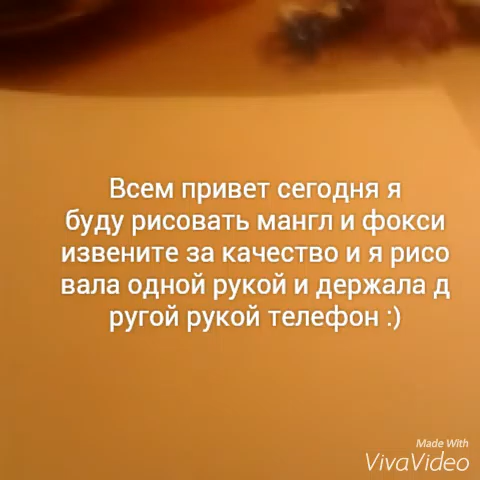 Всем привет сегодня я
буду рисовать мангл и фокси
извените за качество и я рисо
вала одной рукой и держала д
ругой рукой телефон :)
Made With
VivaVideo